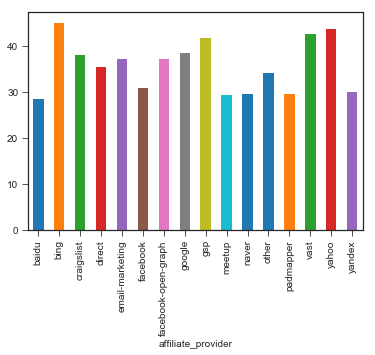 40
30
20
10
0
baidu
bing
craigslist
direct
email-marketing
facebook
facebook-open-graph
google
gsp
meetup
naver
other
padmapper
vast
yahoo
yandex
affiliate_provider